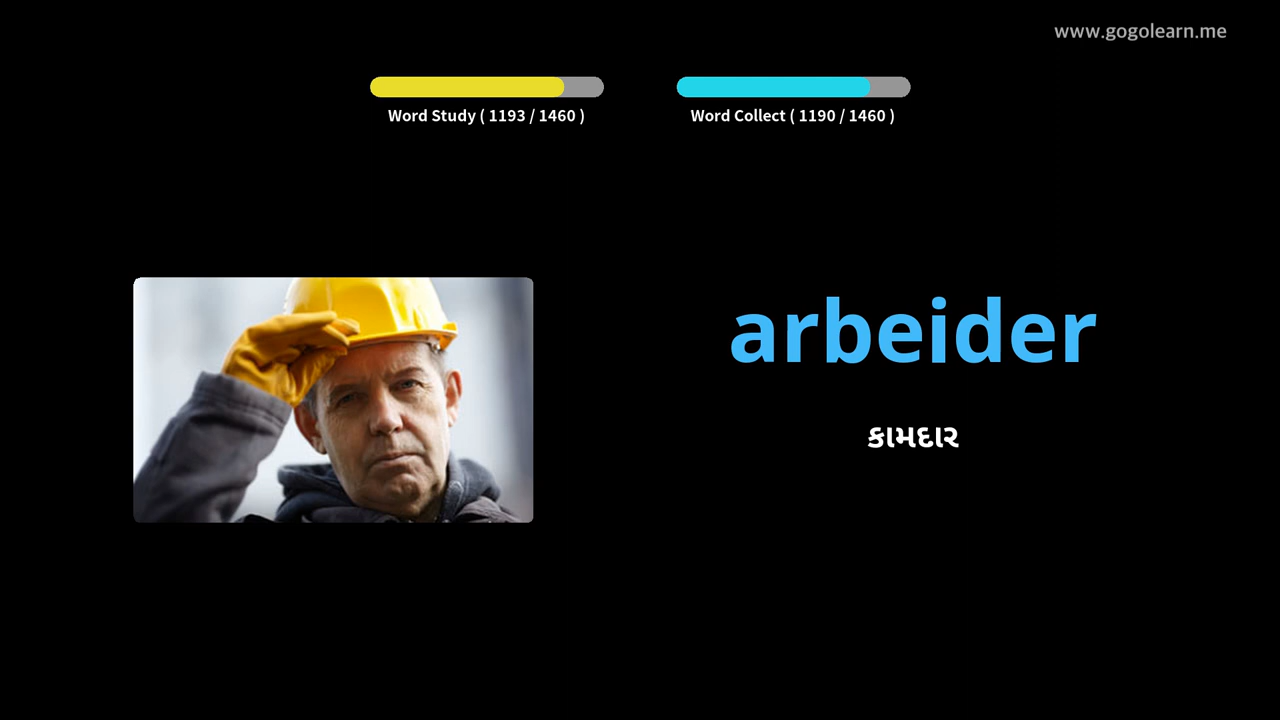 www.gogolearn.me
Word Study ( 1193 / 1460 )
Word Collect ( 1190 / 1460 )
arbeider
કામદાર